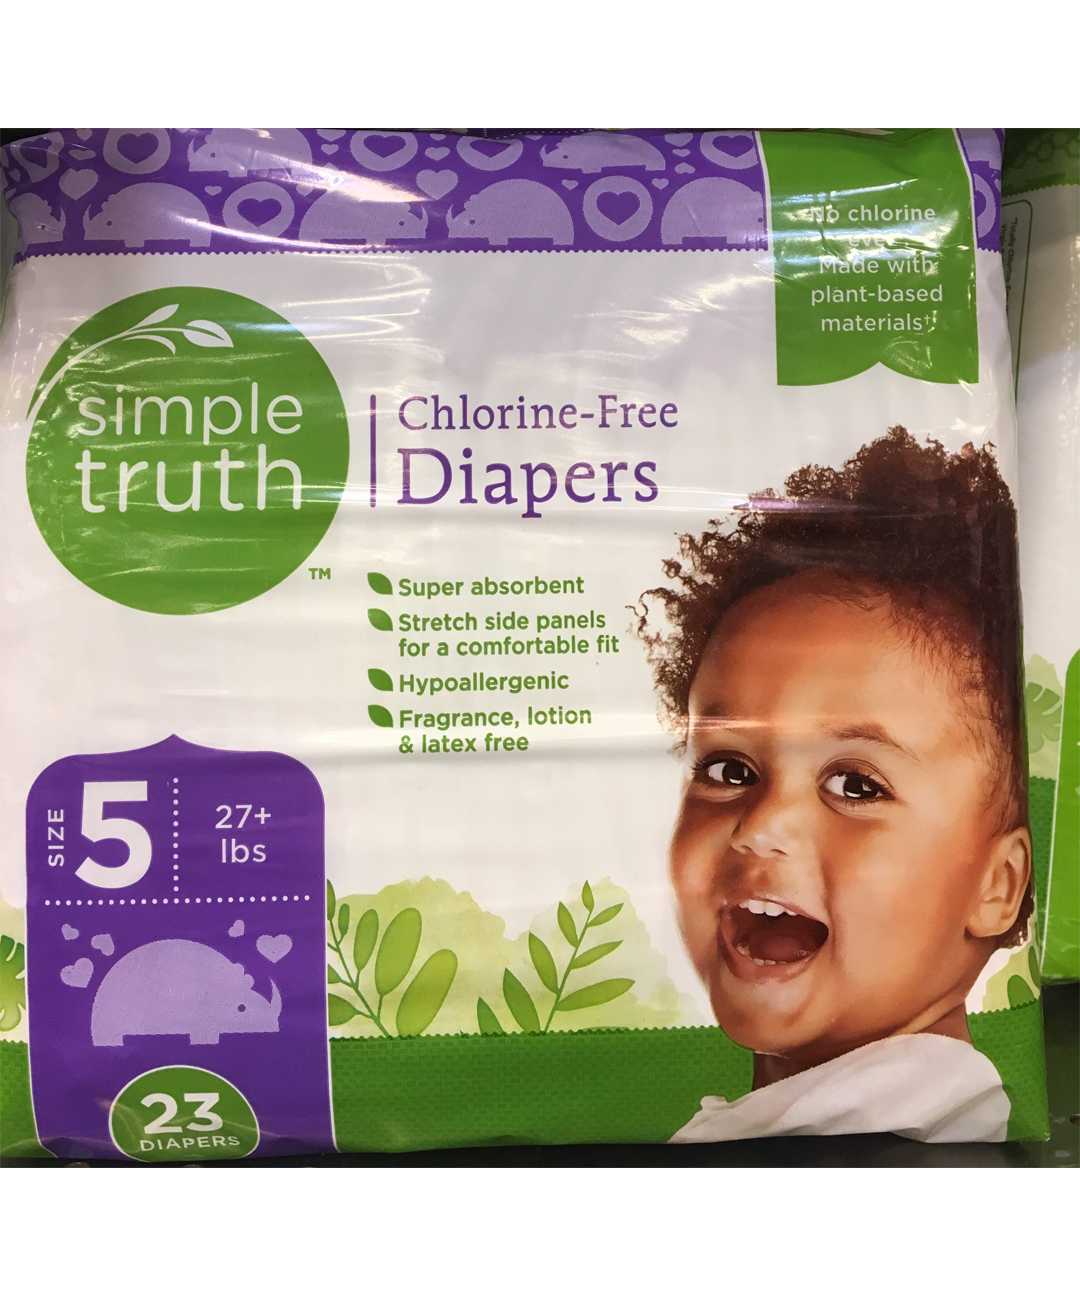 No chlorine
ever
Made with
plant-based
materials†!
simple
truth
™
Chlorine-Free
Diapers
Super absorbent
Stretch side panels
for a comfortable fit
Hypoallergenic
Fragrance, lotion
& latex free
SIZE
5
27+
lbs
23
DIAPERS